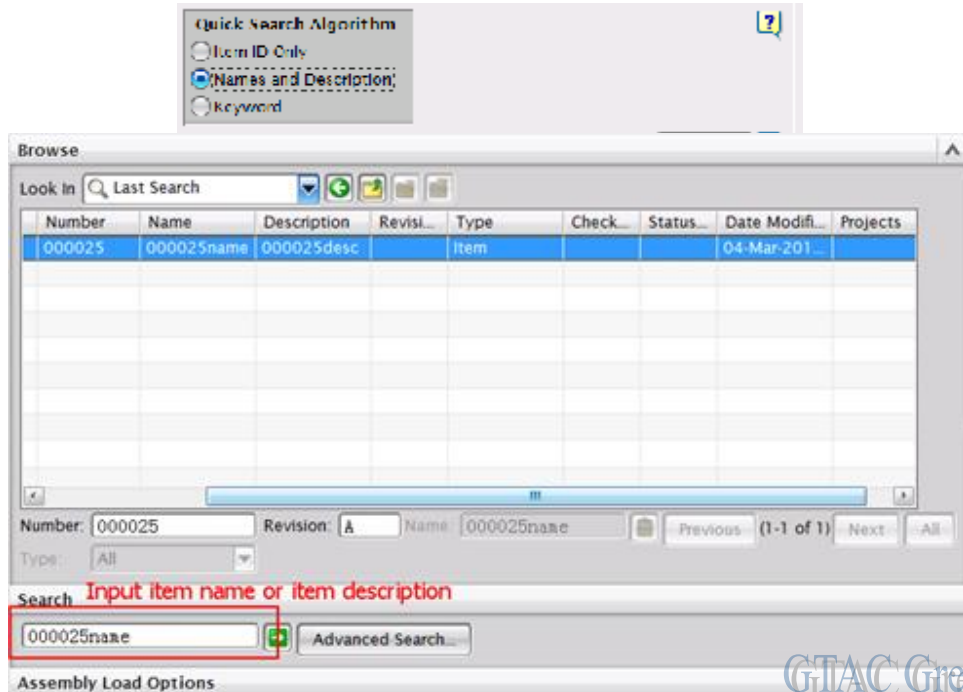 Quick Search Algorithm
Item ID Only
Names and Description
Keyword
Browse
Look In Last Search
Number Name Description Revisi... Type Check... Status... Date Modifi... Projects
000025 000025name 000025desc Item 04-Mar-201...
Number: 000025 Revision: A Name: 000025name Previous (1-1 of 1) Next All
Type: All
Search Input item name or item description
000025name Advanced Search...
Assembly Load Options
GTAC Gre